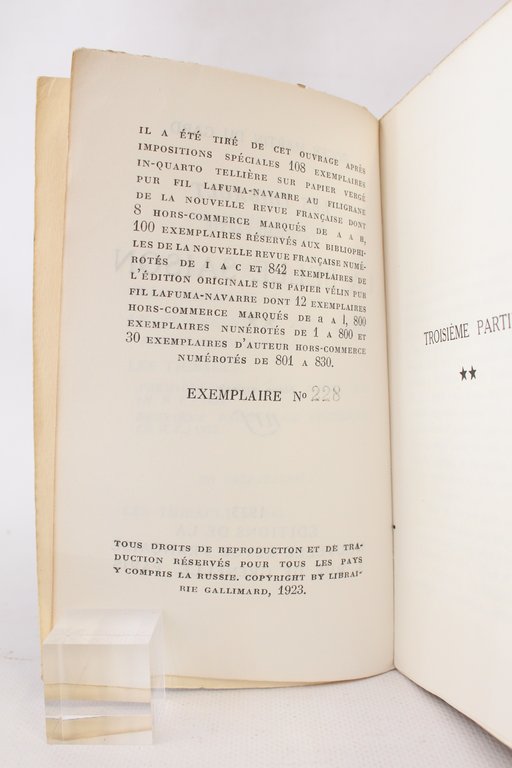 IL A ÉTÉ TIRÉ DE CET OUVRAGE APRÈS
IMPOSITIONS SPÉCIALES 108 EXEMPLAIRES
IN-QUARTO TELLIÈRE SUR PAPIER VERGÉ
PUR FIL LAFUMA-NAVARRE AU FILIGRANE
DE LA NOUVELLE REVUE FRANÇAISE DONT
8 HORS-COMMERCE MARQUÉS DE A A H,
100 EXEMPLAIRES RÉSERVÉS AUX BIBLIOPHI-
LES DE LA NOUVELLE REVUE FRANÇAISE NUMÉ-
ROTÉS DE I A C ET 842 EXEMPLAIRES DE
L'ÉDITION ORIGINALE SUR PAPIER VÉLIN PUR
FIL LAFUMA-NAVARRE DONT 12 EXEMPLAIRES
HORS-COMMERCE MARQUÉS DE a A l, 800
EXEMPLAIRES NUNÉROTÉS DE 1 A 800 ET
30 EXEMPLAIRES D'AUTEUR HORS-COMMERCE
NUMÉROTÉS DE 801 A 830.
EXEMPLAIRE No 228
TOUS DROITS DE REPRODUCTION ET DE TRA-
DUCTION RÉSERVÉS POUR TOUS LES PAYS
Y COMPRIS LA RUSSIE. COPYRIGHT BY LIBRAI-
RIE GALLIMARD, 1923.
TROISIÈME PARTI